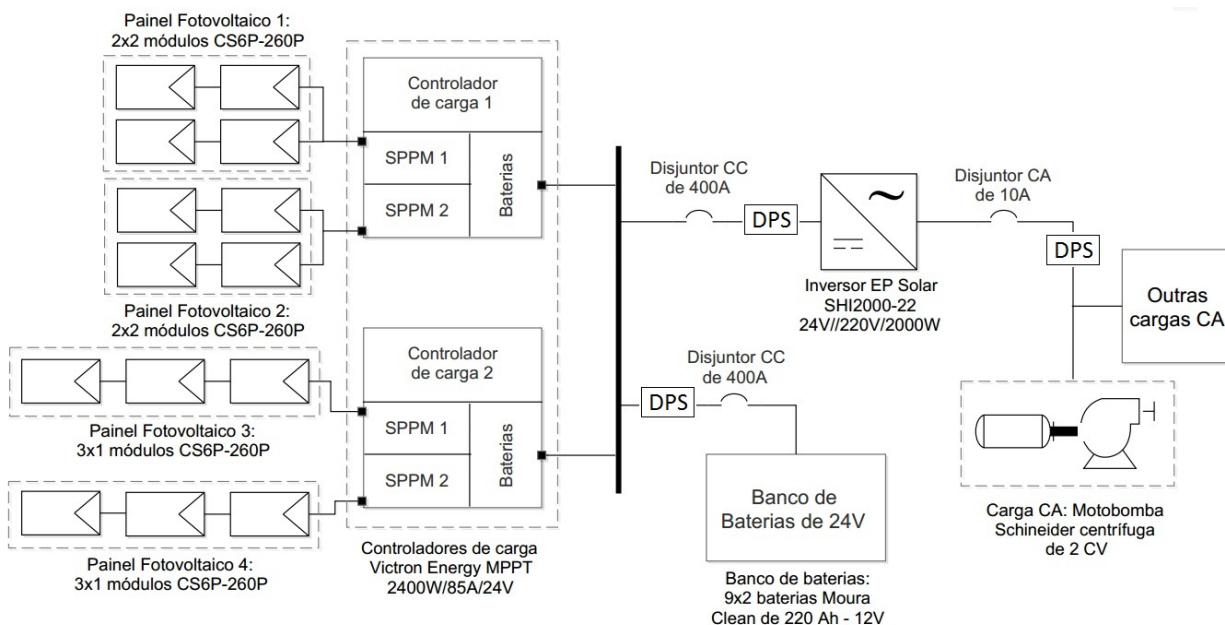 Painel Fotovoltaico 1:
2x2 módulos CS6P-260P
Controlador
de carga 1
SPPM 1
SPPM 2
Baterias
Painel Fotovoltaico 2:
2x2 módulos CS6P-260P
Controlador
de carga 2
SPPM 1
SPPM 2
Baterias
Painel Fotovoltaico 3:
3x1 módulos CS6P-260P
Painel Fotovoltaico 4:
3x1 módulos CS6P-260P
Controladores de carga
Victron Energy MPPT
2400W/85A/24V
Disjuntor CC
de 400A
DPS
~
Inversor EP Solar
SHI2000-22
24V//220V/2000W
Disjuntor CA
de 10A
DPS
Outras
cargas CA
Disjuntor CC
de 400A
DPS
Banco de
Baterias de 24V
Banco de baterias:
9x2 baterias Moura
Clean de 220 Ah - 12V
Carga CA: Motobomba
Schineider centrífuga
de 2 CV